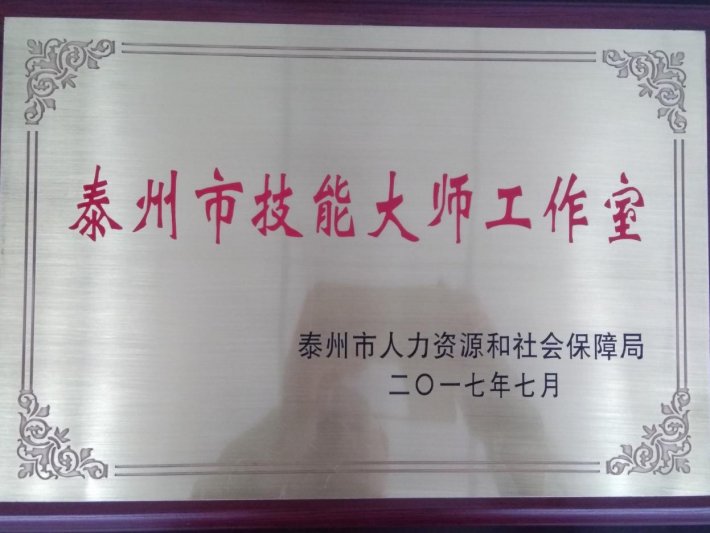 泰州市技能大师工作室
泰州市人力资源和社会保障局
二〇一七年七月